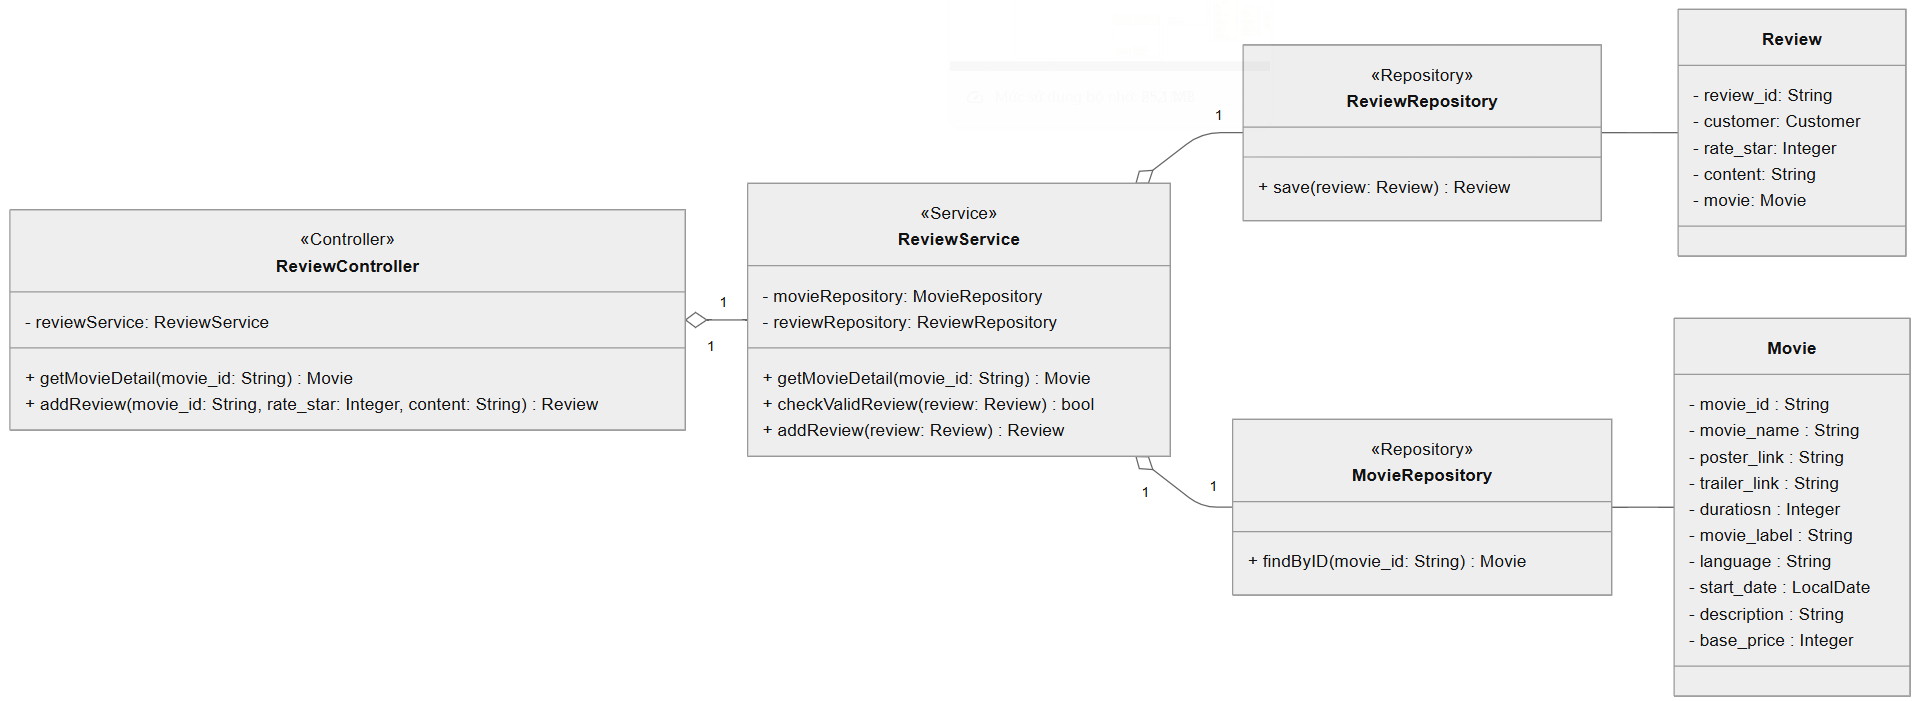 «Controller»
ReviewController
- reviewService: ReviewService
+ getMovieDetail(movie_id: String) : Movie
+ addReview(movie_id: String, rate_star: Integer, content: String) : Review
1
1
«Service»
ReviewService
- movieRepository: MovieRepository
- reviewRepository: ReviewRepository
+ getMovieDetail(movie_id: String) : Movie
+ checkValidReview(review: Review) : bool
+ addReview(review: Review) : Review
1
«Repository»
ReviewRepository
+ save(review: Review) : Review
1
1
«Repository»
MovieRepository
+ findByID(movie_id: String) : Movie
Review
- review_id: String
- customer: Customer
- rate_star: Integer
- content: String
- movie: Movie
Movie
- movie_id : String
- movie_name : String
- poster_link : String
- trailer_link : String
- duratiosn : Integer
- movie_label : String
- language : String
- start_date : LocalDate
- description : String
- base_price : Integer